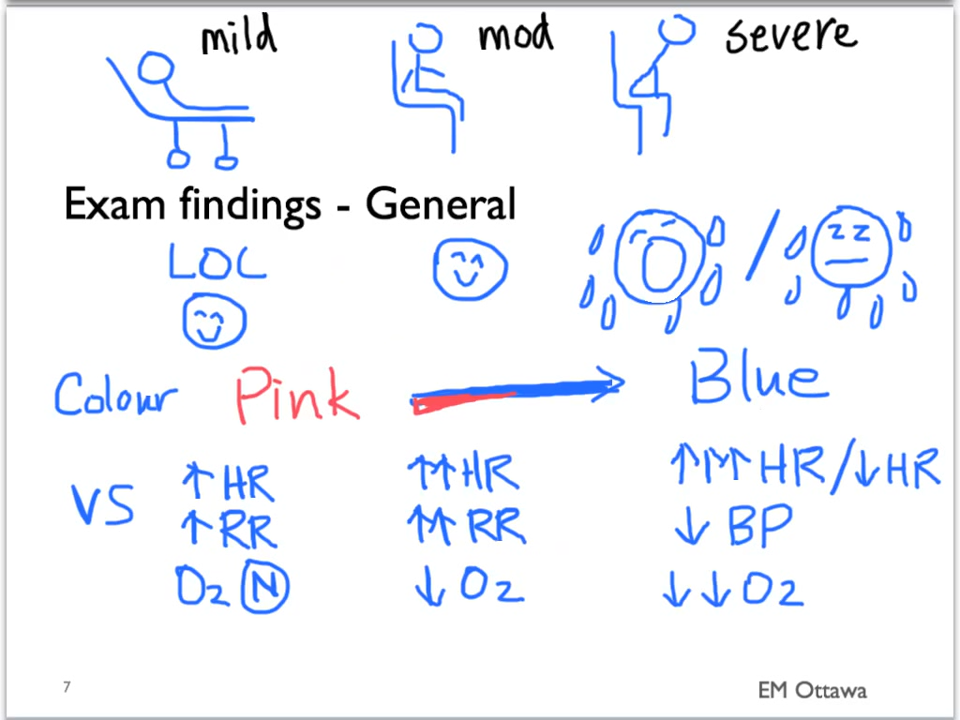 mild mod severe
Exam findings - General
LOC
zz
Colour Pink Blue
↑HR ↑↑HR ↑↑↑HR/↓HR
VS ↑RR ↑↑RR ↓BP
O2 N ↓O2 ↓↓O2
7 EM Ottawa